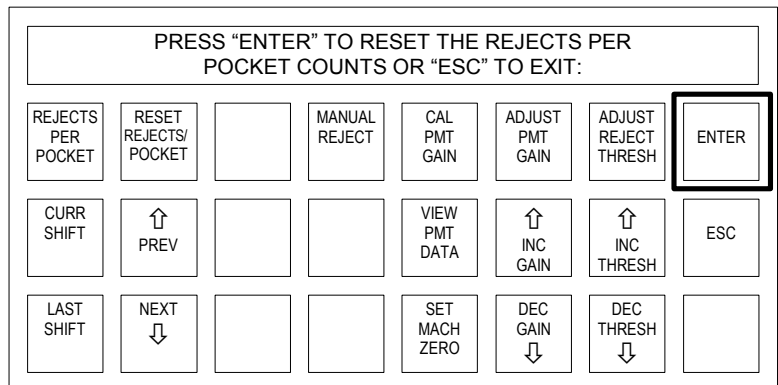 PRESS “ENTER” TO RESET THE REJECTS PER
POCKET COUNTS OR “ESC” TO EXIT:
REJECTS
PER
POCKET
RESET
REJECTS/
POCKET
MANUAL
REJECT
CAL
PMT
GAIN
ADJUST
PMT
GAIN
ADJUST
REJECT
THRESH
ENTER
CURR
SHIFT
⇧
PREV
VIEW
PMT
DATA
⇧
INC
GAIN
⇧
INC
THRESH
ESC
LAST
SHIFT
NEXT
⇩
SET
MACH
ZERO
DEC
GAIN
⇩
DEC
THRESH
⇩